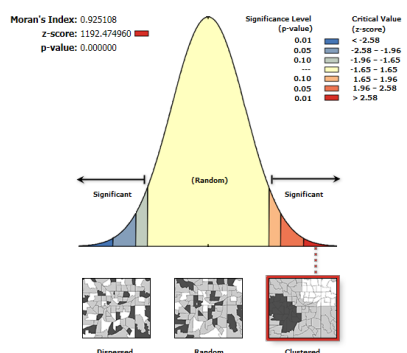 Moran's Index: 0.925108
z-score: 1192.474960
p-value: 0.000000
Significance Level (p-value)
Critical Value (z-score)
0.01 < -2.58
0.05 -2.58 – -1.96
0.10 -1.96 – -1.65
--- -1.65 – 1.65
0.10 1.65 – 1.96
0.05 1.96 – 2.58
0.01 > 2.58
(Random)
Significant
Significant
Dispersed
Random
Clustered